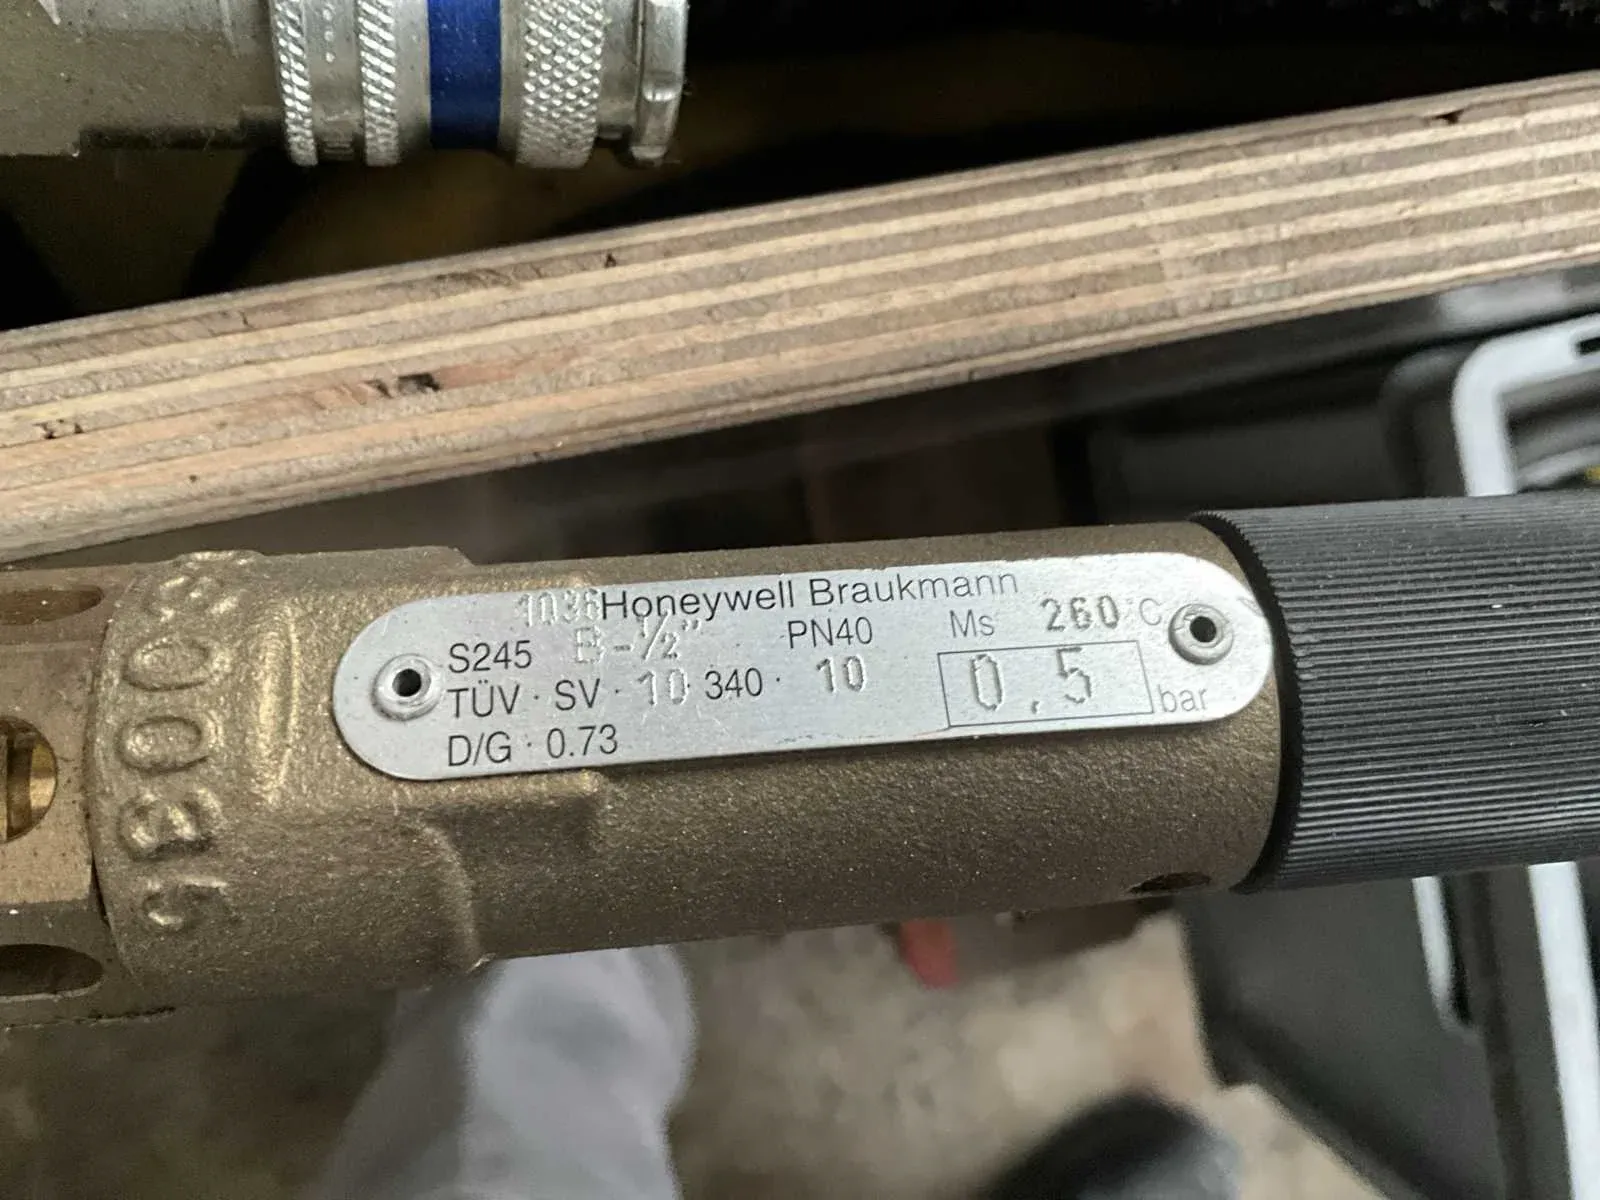 1036 Honeywell Braukmann
S245 B-½" PN40 Ms 260°C
TÜV · SV · 10 340 · 10 0,5 bar
D/G · 0.73